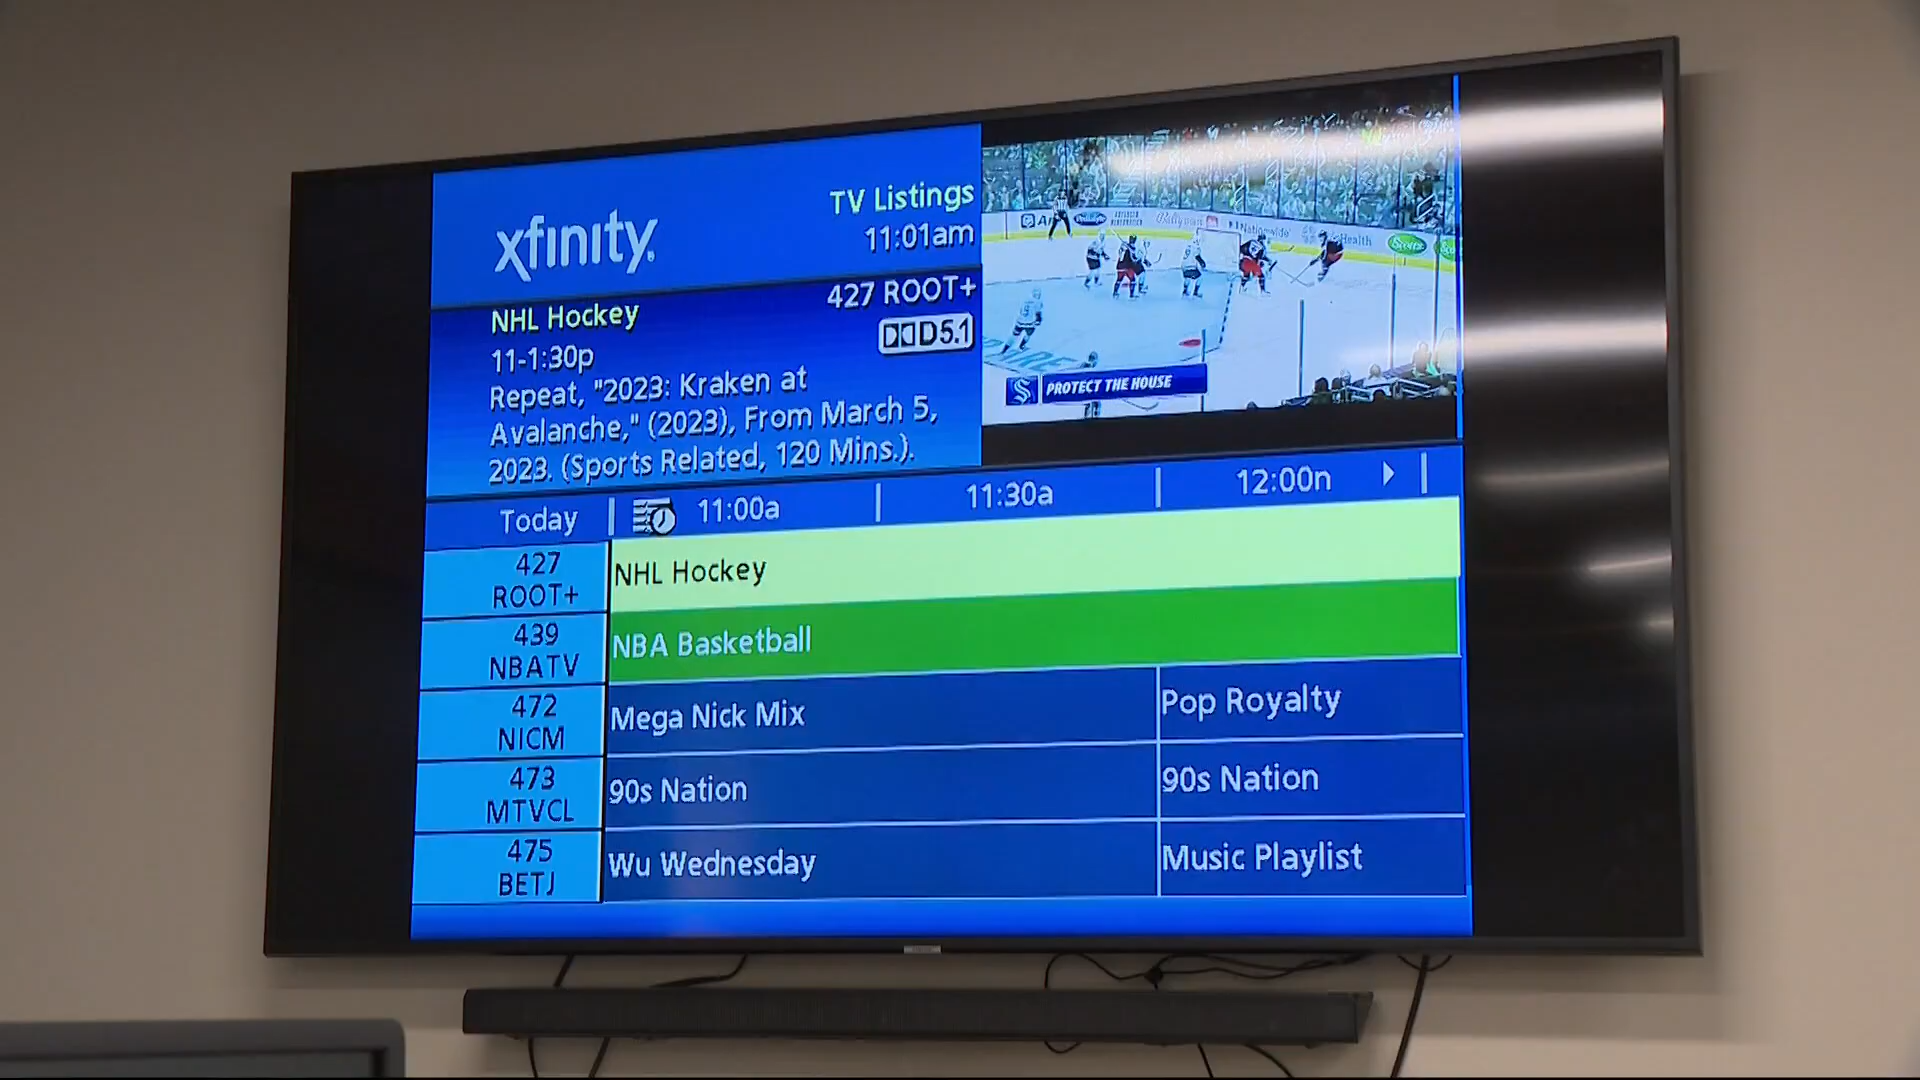 xfinity
TV Listings
11:01am
NHL Hockey
427 ROOT+
11-1:30p
D5.1
Repeat, "2023: Kraken at
Avalanche," (2023), From March 5,
2023. (Sports Related, 120 Mins.).
Nationwide
Health
PROTECT THE HOUSE
Today 11:00a 11:30a 12:00n
427
ROOT+
NHL Hockey
439
NBATV
NBA Basketball
472
NICM
Mega Nick Mix
Pop Royalty
473
MTVCL
90s Nation
90s Nation
475
BETJ
Wu Wednesday
Music Playlist